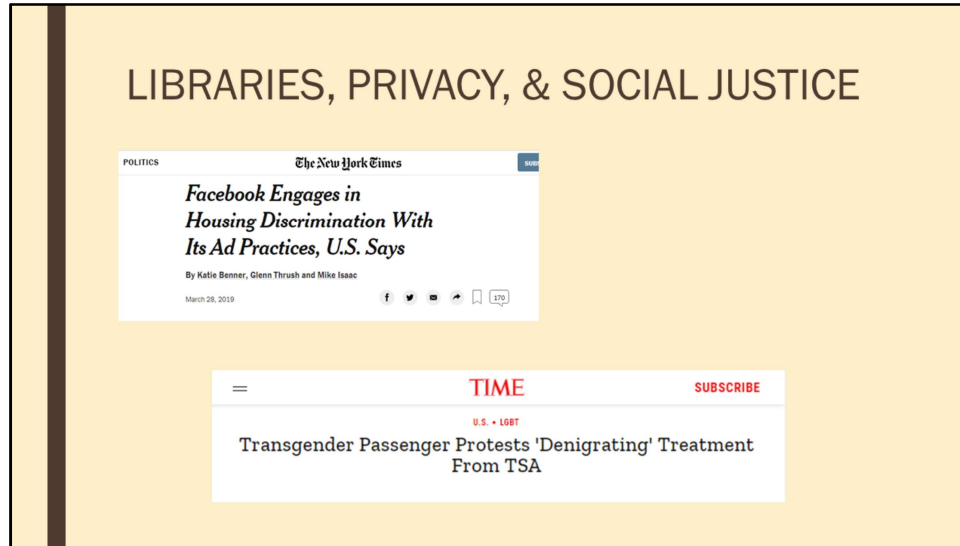 LIBRARIES, PRIVACY, & SOCIAL JUSTICE
POLITICS
The New York Times
Facebook Engages in
Housing Discrimination With
Its Ad Practices, U.S. Says
By Katie Benner, Glenn Thrush and Mike Isaac
March 28, 2019
170
TIME
SUBSCRIBE
U.S. • LGBT
Transgender Passenger Protests 'Denigrating' Treatment
From TSA